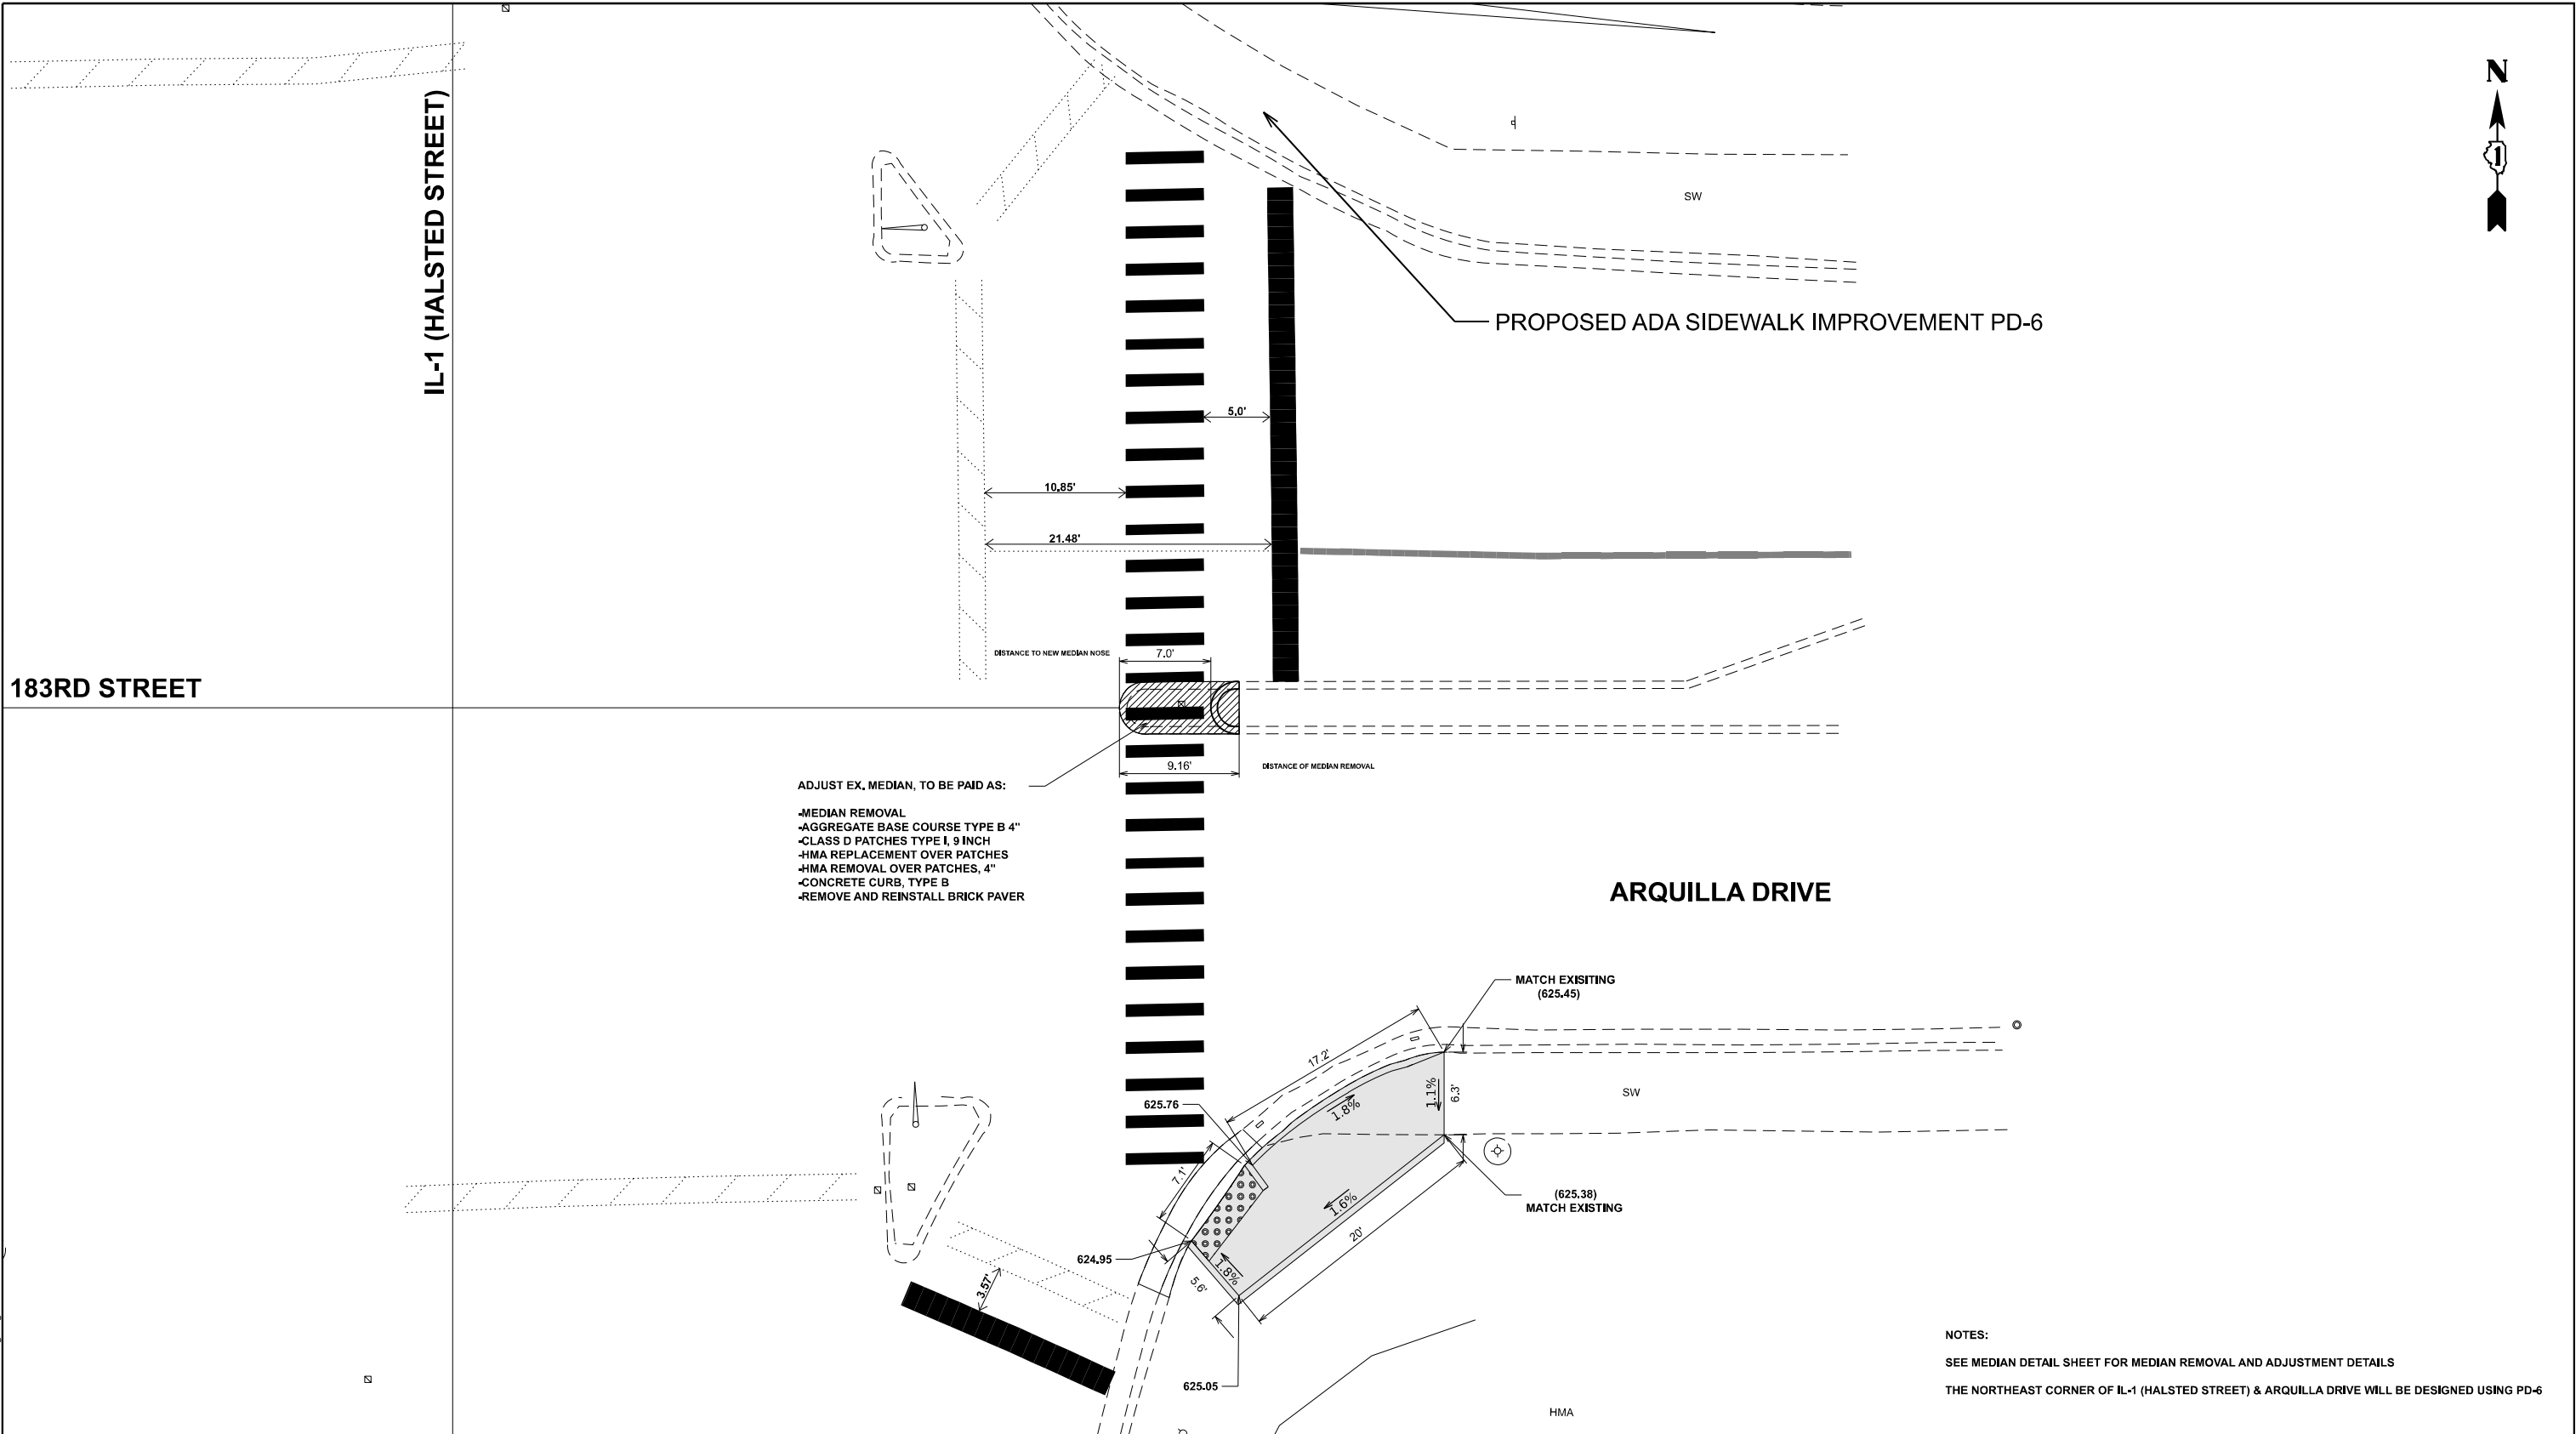 N
1
IL-1 (HALSTED STREET)
SW
PROPOSED ADA SIDEWALK IMPROVEMENT PD-6
5.0'
10.85'
21.48'
DISTANCE TO NEW MEDIAN NOSE
7.0'
183RD STREET
9.16'
DISTANCE OF MEDIAN REMOVAL
ADJUST EX. MEDIAN, TO BE PAID AS:
-MEDIAN REMOVAL
-AGGREGATE BASE COURSE TYPE B 4"
-CLASS D PATCHES TYPE I, 9 INCH
-HMA REPLACEMENT OVER PATCHES
-HMA REMOVAL OVER PATCHES, 4"
-CONCRETE CURB, TYPE B
-REMOVE AND REINSTALL BRICK PAVER
ARQUILLA DRIVE
MATCH EXISITING
(625.45)
17.2'
1.1%
6.3'
SW
625.76
1.8%
7.1'
1.6%
(625.38)
MATCH EXISTING
20'
624.95
1.8%
5.6'
3.57'
625.05
HMA
NOTES:
SEE MEDIAN DETAIL SHEET FOR MEDIAN REMOVAL AND ADJUSTMENT DETAILS
THE NORTHEAST CORNER OF IL-1 (HALSTED STREET) & ARQUILLA DRIVE WILL BE DESIGNED USING PD-6